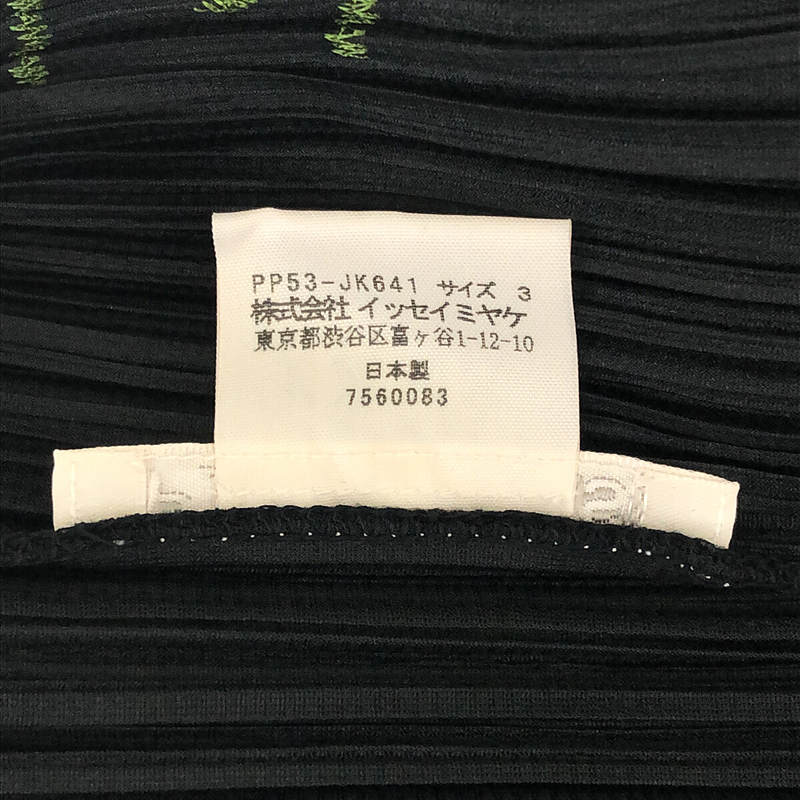 PP53-JK641 サイズ 3
株式会社イッセイミヤケ
東京都渋谷区富ヶ谷1-12-10
日本製
7560083